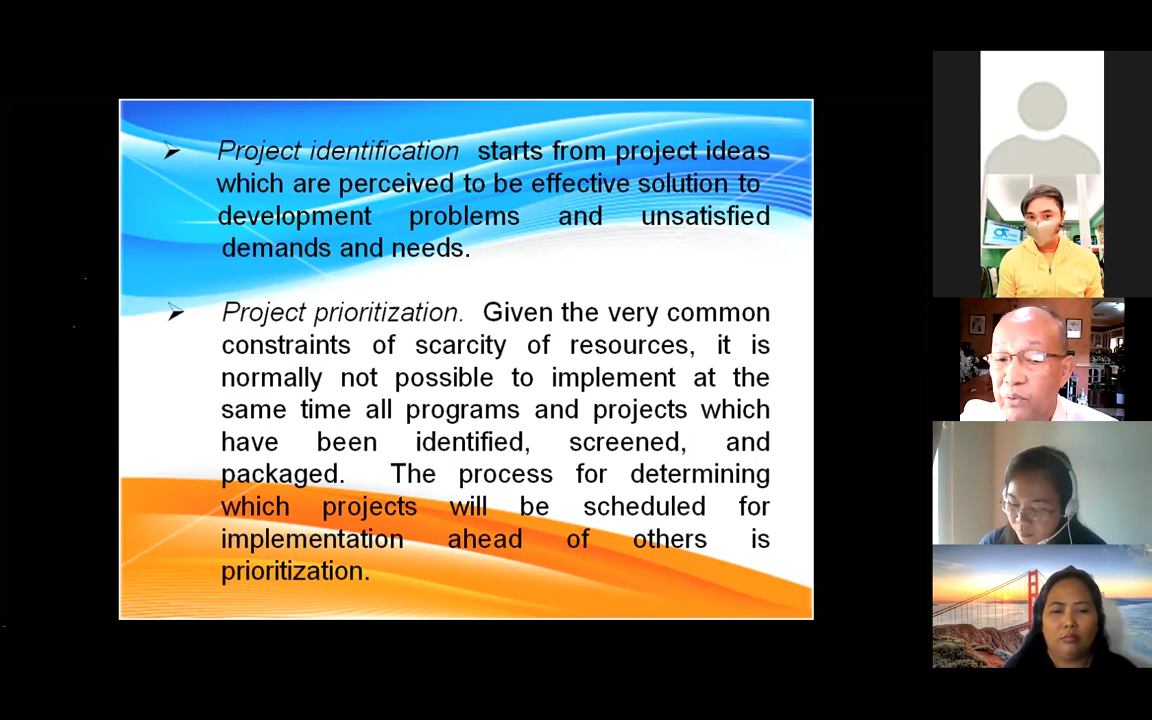 ➢ Project identification starts from project ideas
which are perceived to be effective solution to
development problems and unsatisfied
demands and needs.
➢ Project prioritization. Given the very common
constraints of scarcity of resources, it is
normally not possible to implement at the
same time all programs and projects which
have been identified, screened, and
packaged. The process for determining
which projects will be scheduled for
implementation ahead of others is
prioritization.